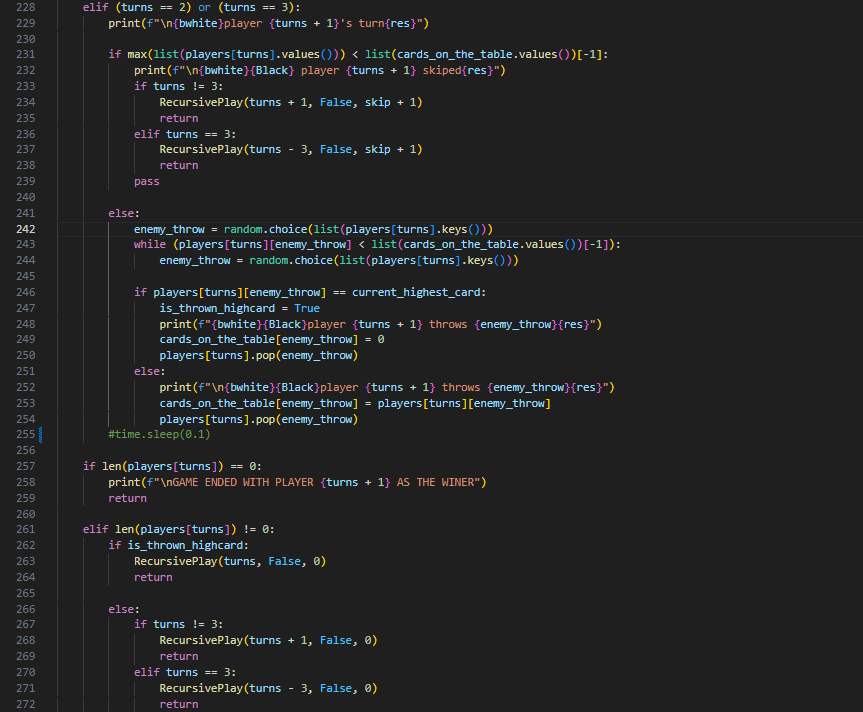 228 elif (turns == 2) or (turns == 3):
229 print(f"\n{bwhite}player {turns + 1}'s turn{res}")
230
231 if max(list(players[turns].values())) < list(cards_on_the_table.values())[-1]:
232 print(f"\n{bwhite}{Black} player {turns + 1} skiped{res}")
233 if turns != 3:
234 RecursivePlay(turns + 1, False, skip + 1)
235 return
236 elif turns == 3:
237 RecursivePlay(turns - 3, False, skip + 1)
238 return
239 pass
240
241 else:
242 enemy_throw = random.choice(list(players[turns].keys()))
243 while (players[turns][enemy_throw] < list(cards_on_the_table.values())[-1]):
244 enemy_throw = random.choice(list(players[turns].keys()))
245
246 if players[turns][enemy_throw] == current_highest_card:
247 is_thrown_highcard = True
248 print(f"{bwhite}{Black}player {turns + 1} throws {enemy_throw}{res}")
249 cards_on_the_table[enemy_throw] = 0
250 players[turns].pop(enemy_throw)
251 else:
252 print(f"\n{bwhite}{Black}player {turns + 1} throws {enemy_throw}{res}")
253 cards_on_the_table[enemy_throw] = players[turns][enemy_throw]
254 players[turns].pop(enemy_throw)
255 #time.sleep(0.1)
256
257 if len(players[turns]) == 0:
258 print(f"\nGAME ENDED WITH PLAYER {turns + 1} AS THE WINER")
259 return
260
261 elif len(players[turns]) != 0:
262 if is_thrown_highcard:
263 RecursivePlay(turns, False, 0)
264 return
265
266 else:
267 if turns != 3:
268 RecursivePlay(turns + 1, False, 0)
269 return
270 elif turns == 3:
271 RecursivePlay(turns - 3, False, 0)
272 return